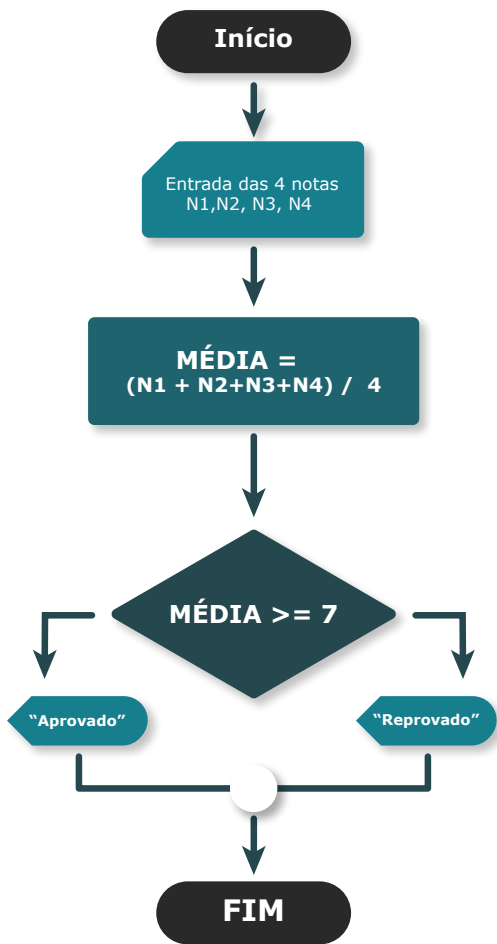 Início
Entrada das 4 notas
N1,N2, N3, N4
MÉDIA =
(N1 + N2+N3+N4) / 4
MÉDIA >= 7
“Aprovado”
“Reprovado”
FIM